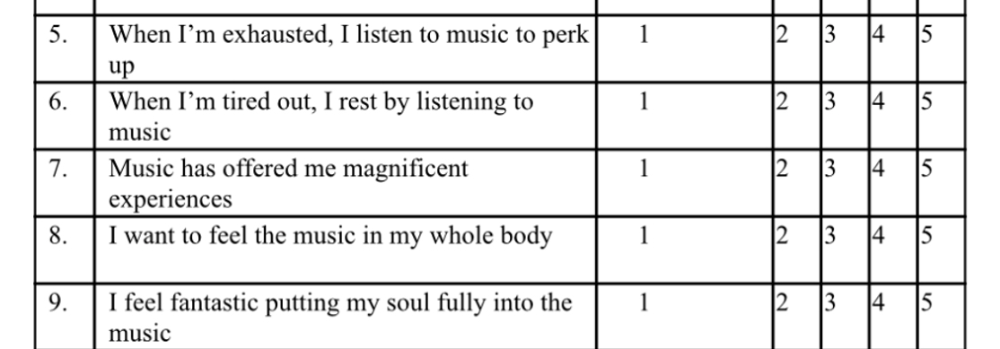 5. When I’m exhausted, I listen to music to perk 1 2 3 4 5
up
6. When I’m tired out, I rest by listening to 1 2 3 4 5
music
7. Music has offered me magnificent 1 2 3 4 5
experiences
8. I want to feel the music in my whole body 1 2 3 4 5
9. I feel fantastic putting my soul fully into the 1 2 3 4 5
music